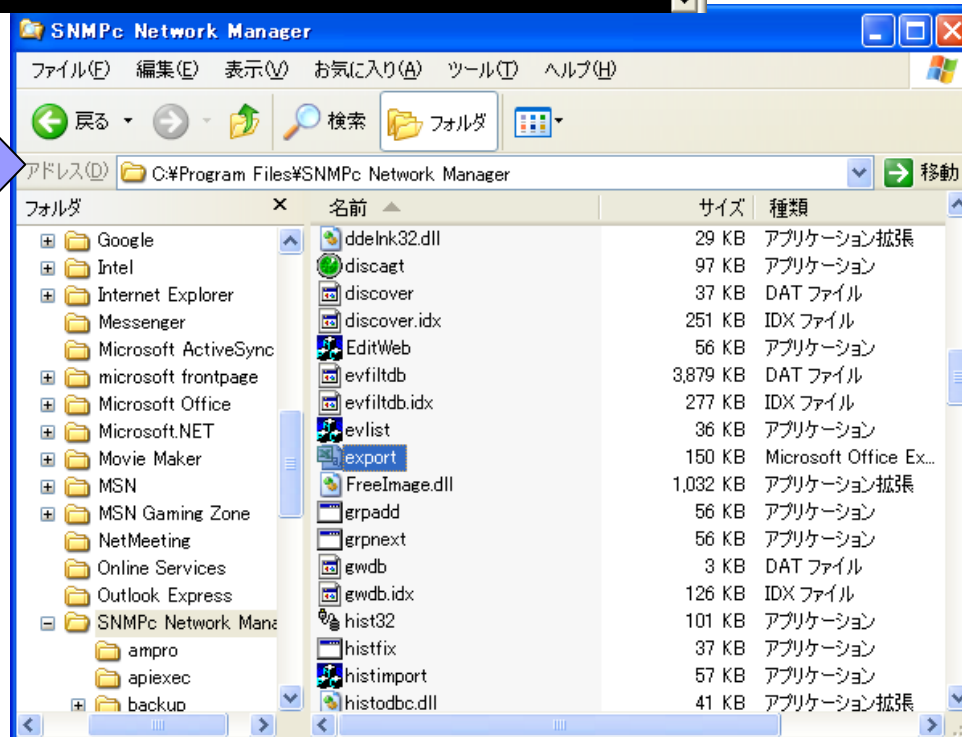 SNMPc Network Manager
ファイル(F) 編集(E) 表示(V) お気に入り(A) ツール(T) ヘルプ(H)
戻る 検索 フォルダ
アドレス(D) C:¥Program Files¥SNMPc Network Manager 移動
フォルダ × 名前 サイズ 種類
Google ddelnk32.dll 29 KB アプリケーション拡張
Intel discagt 97 KB アプリケーション
Internet Explorer discover 37 KB DAT ファイル
Messenger discover.idx 251 KB IDX ファイル
Microsoft ActiveSync EditWeb 56 KB アプリケーション
microsoft frontpage evfiltdb 3,879 KB DAT ファイル
Microsoft Office evfiltdb.idx 277 KB IDX ファイル
Microsoft.NET evlist 36 KB アプリケーション
Movie Maker export 150 KB Microsoft Office Ex...
MSN FreeImage.dll 1,032 KB アプリケーション拡張
MSN Gaming Zone grpadd 56 KB アプリケーション
NetMeeting grpnext 56 KB アプリケーション
Online Services gwdb 3 KB DAT ファイル
Outlook Express gwdb.idx 126 KB IDX ファイル
SNMPc Network Mana hist32 101 KB アプリケーション
ampro histfix 37 KB アプリケーション
apiexec histimport 57 KB アプリケーション
backup histodbc.dll 41 KB アプリケーション拡張